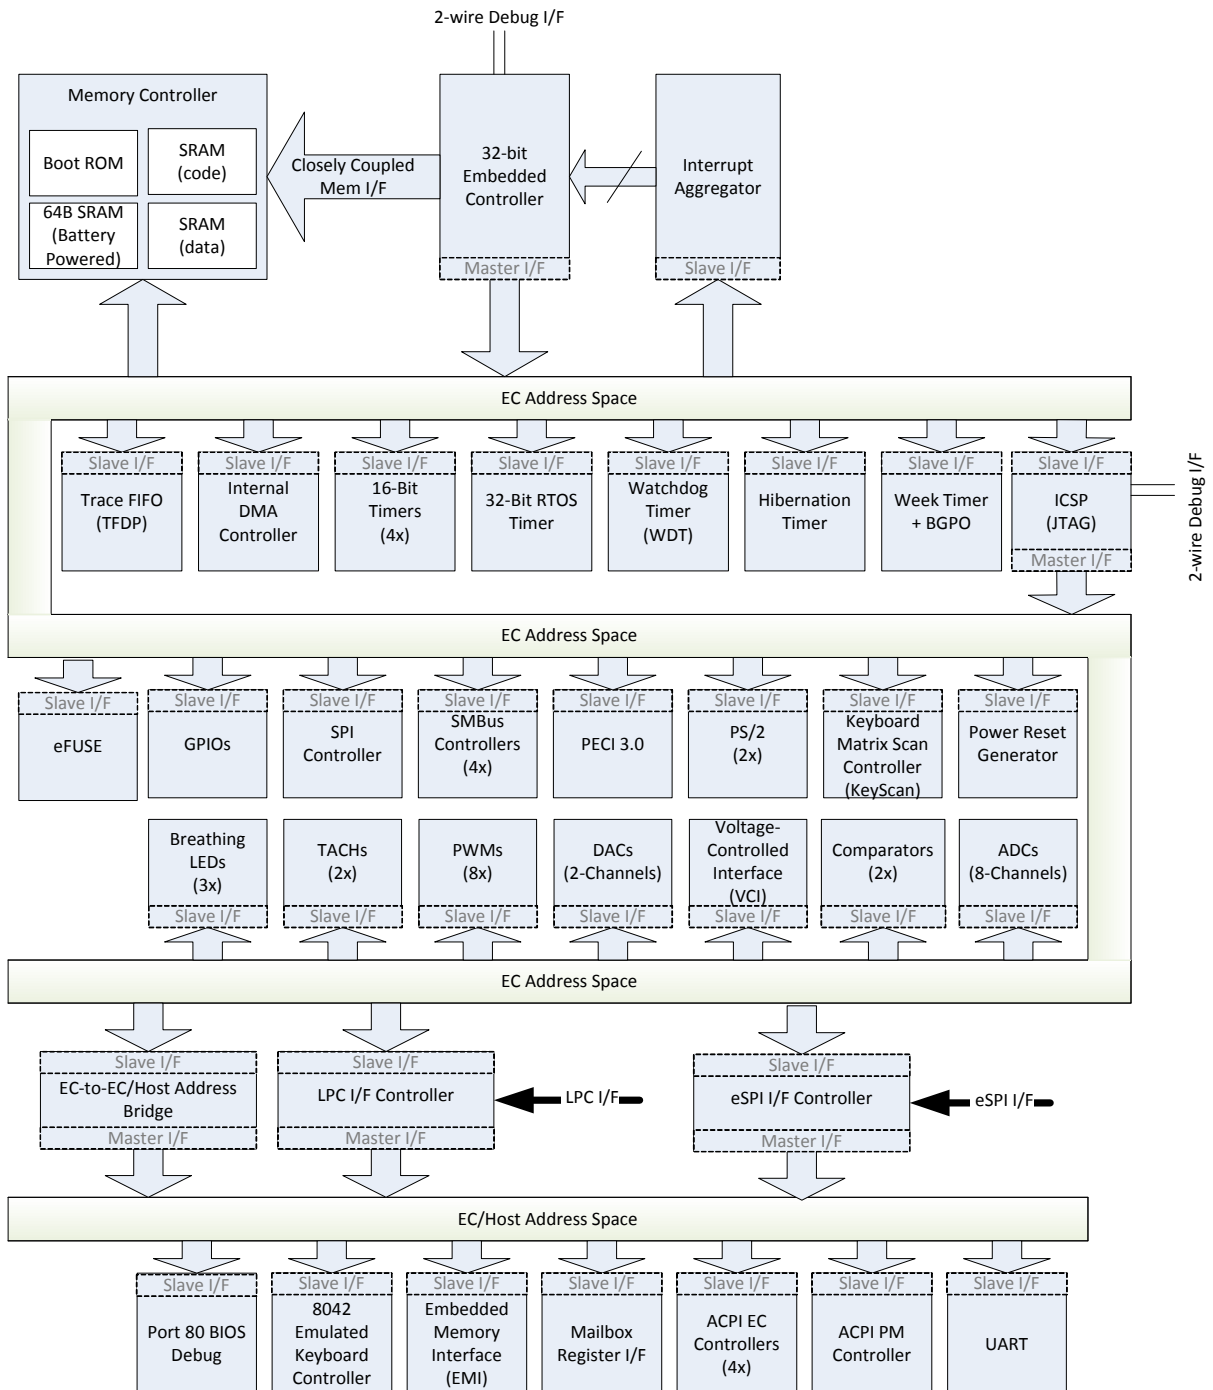 2-wire Debug I/F
Memory Controller
Boot ROM
SRAM
(code)
64B SRAM
(Battery
Powered)
SRAM
(data)
Closely Coupled
Mem I/F
32-bit
Embedded
Controller
Master I/F
Interrupt
Aggregator
Slave I/F
EC Address Space
Slave I/F
Trace FIFO
(TFDP)
Slave I/F
Internal
DMA
Controller
Slave I/F
16-Bit
Timers
(4x)
Slave I/F
32-Bit RTOS
Timer
Slave I/F
Watchdog
Timer
(WDT)
Slave I/F
Hibernation
Timer
Slave I/F
Week Timer
+ BGPO
Slave I/F
ICSP
(JTAG)
Master I/F
2-wire Debug I/F
EC Address Space
Slave I/F
eFUSE
Slave I/F
GPIOs
Slave I/F
SPI
Controller
Slave I/F
SMBus
Controllers
(4x)
Slave I/F
PECI 3.0
Slave I/F
PS/2
(2x)
Slave I/F
Keyboard
Matrix Scan
Controller
(KeyScan)
Slave I/F
Power Reset
Generator
Breathing
LEDs
(3x)
Slave I/F
TACHs
(2x)
Slave I/F
PWMs
(8x)
Slave I/F
DACs
(2-Channels)
Slave I/F
Voltage-
Controlled
Interface
(VCI)
Slave I/F
Comparators
(2x)
Slave I/F
ADCs
(8-Channels)
Slave I/F
EC Address Space
Slave I/F
EC-to-EC/Host Address
Bridge
Master I/F
Slave I/F
LPC I/F Controller
Master I/F
LPC I/F
Slave I/F
eSPI I/F Controller
Master I/F
eSPI I/F
EC/Host Address Space
Slave I/F
Port 80 BIOS
Debug
Slave I/F
8042
Emulated
Keyboard
Controller
Slave I/F
Embedded
Memory
Interface
(EMI)
Slave I/F
Mailbox
Register I/F
Slave I/F
ACPI EC
Controllers
(4x)
Slave I/F
ACPI PM
Controller
Slave I/F
UART